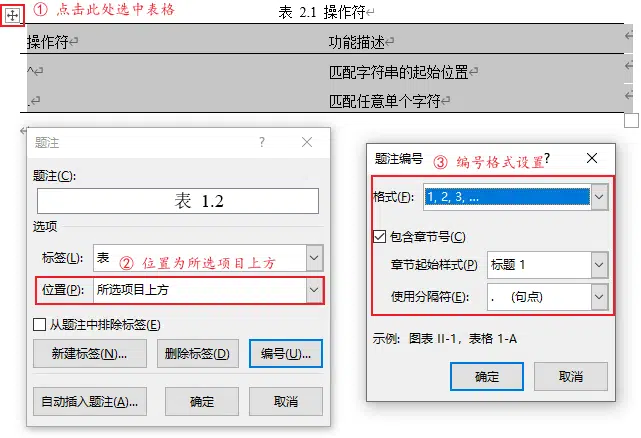 ① 点击此处选中表格
表 2.1 操作符
操作符 功能描述
^ 匹配字符串的起始位置
. 匹配任意单个字符
题注 ? ×
题注(C):
表 1.2
选项
标签(L): 表
② 位置为所选项目上方
位置(P): 所选项目上方
从题注中排除标签(E)
新建标签(N)... 删除标签(D) 编号(U)...
自动插入题注(A)... 确定 取消
题注编号 ? ×
③ 编号格式设置
格式(F): 1, 2, 3, ...
包含章节号(C)
章节起始样式(P) 标题 1
使用分隔符(E): . (句点)
示例: 图表 II-1，表格 1-A
确定 取消